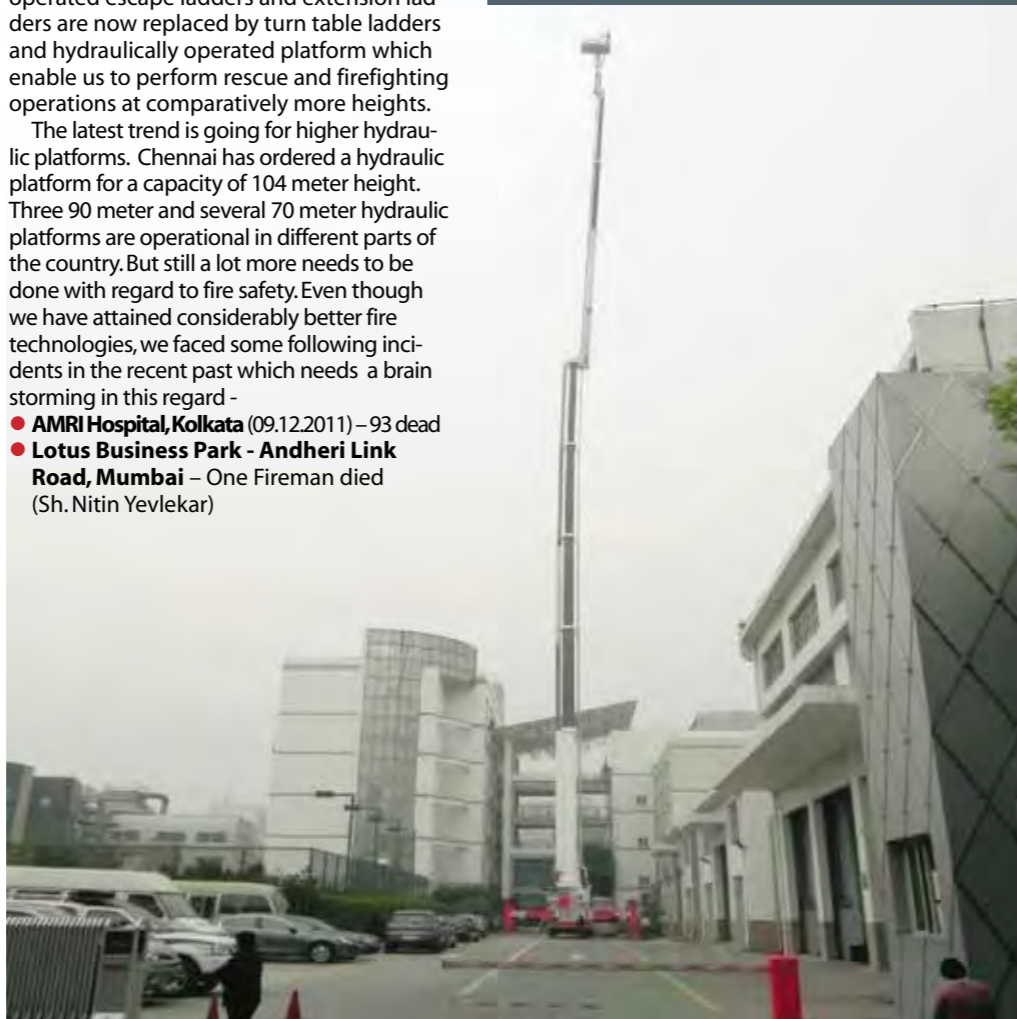 operated escape ladders and extension lad-
ders are now replaced by turn table ladders
and hydraulically operated platform which
enable us to perform rescue and firefighting
operations at comparatively more heights.
The latest trend is going for higher hydrau-
lic platforms. Chennai has ordered a hydraulic
platform for a capacity of 104 meter height.
Three 90 meter and several 70 meter hydraulic
platforms are operational in different parts of
the country. But still a lot more needs to be
done with regard to fire safety. Even though
we have attained considerably better fire
technologies, we faced some following inci-
dents in the recent past which needs a brain
storming in this regard -
● AMRI Hospital, Kolkata (09.12.2011) – 93 dead
● Lotus Business Park - Andheri Link
Road, Mumbai – One Fireman died
(Sh. Nitin Yevlekar)